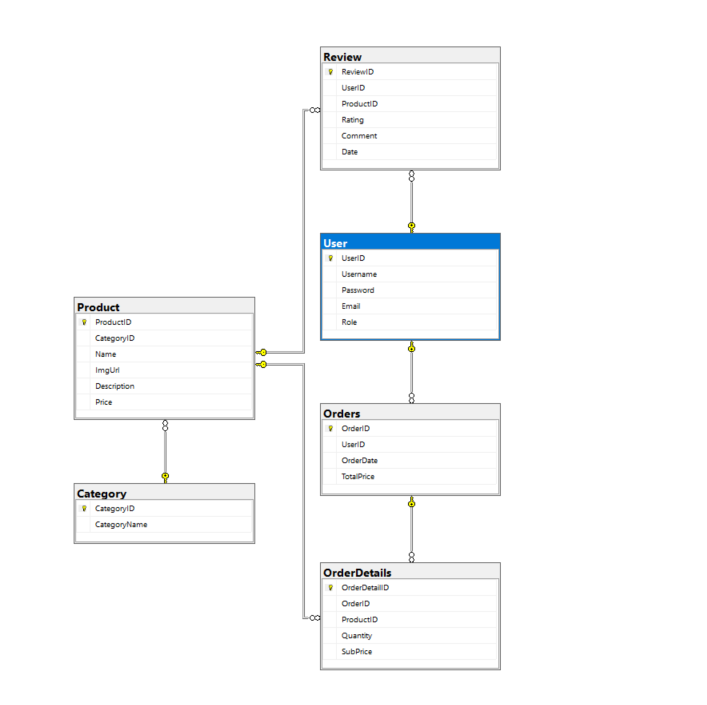 Review
ReviewID
UserID
ProductID
Rating
Comment
Date
User
UserID
Username
Password
Email
Role
Product
ProductID
CategoryID
Name
ImgUrl
Description
Price
Orders
OrderID
UserID
OrderDate
TotalPrice
Category
CategoryID
CategoryName
OrderDetails
OrderDetailID
OrderID
ProductID
Quantity
SubPrice